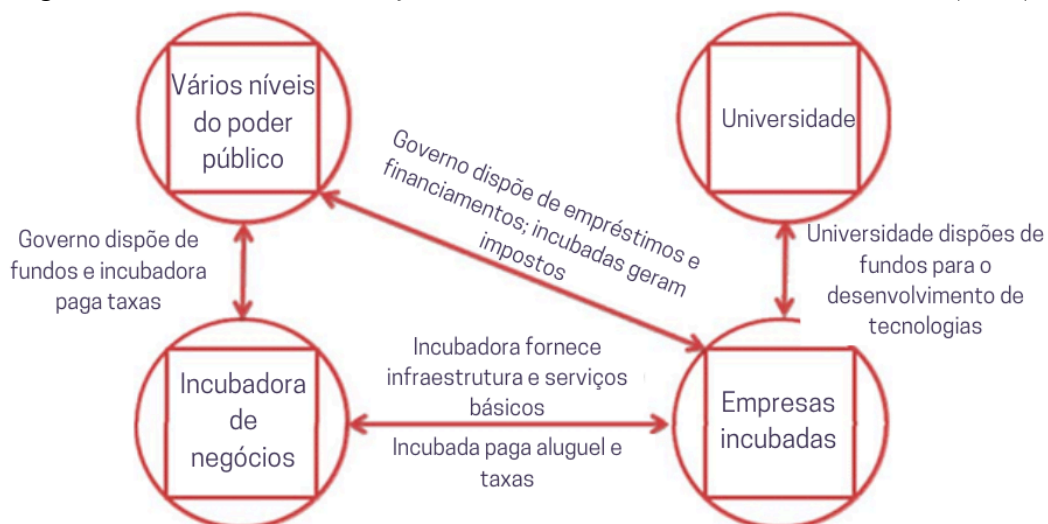 Vários níveis
do poder
público
Universidade
Governo dispõe de empréstimos e
financiamentos; incubadas geram
impostos
Governo dispõe de
fundos e incubadora
paga taxas
Universidade dispões de
fundos para o
desenvolvimento de
tecnologias
Incubadora
de
negócios
Incubadora fornece
infraestrutura e serviços
básicos
Incubada paga aluguel e
taxas
Empresas
incubadas